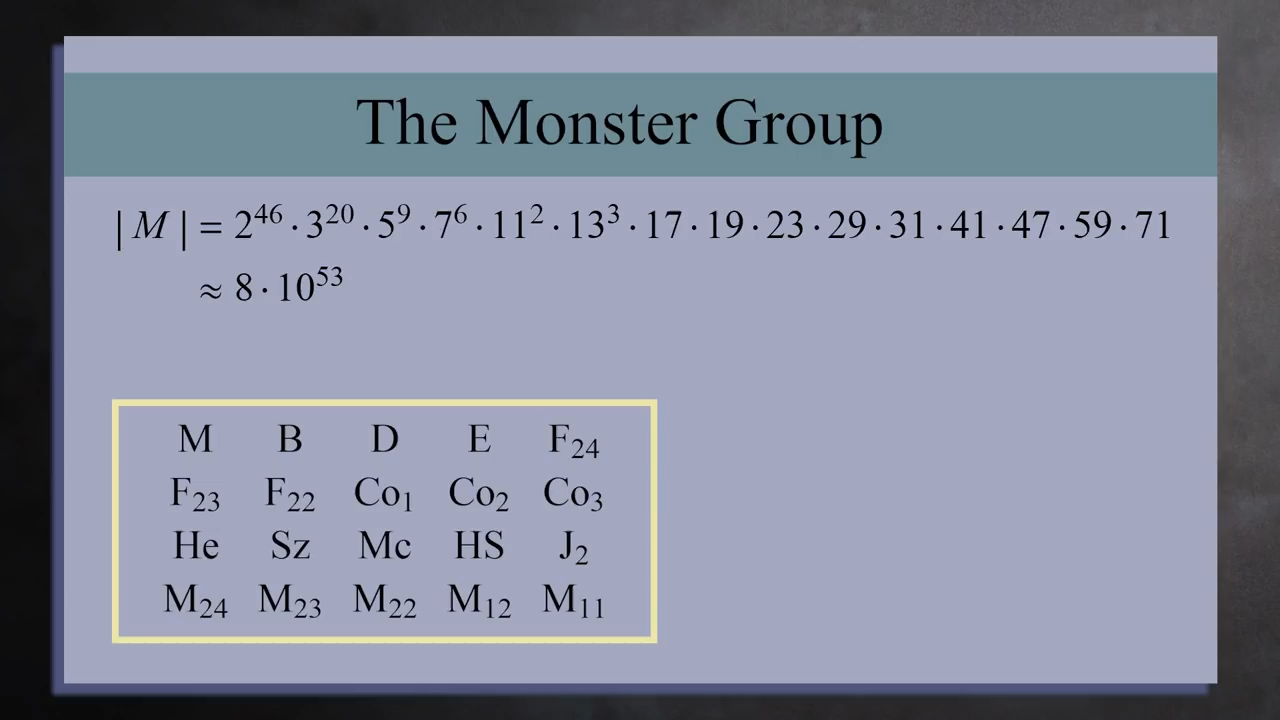 The Monster Group
| M | = 2⁴⁶ · 3²⁰ · 5⁹ · 7⁶ · 11² · 13³ · 17 · 19 · 23 · 29 · 31 · 41 · 47 · 59 · 71
≈ 8 · 10⁵³
M B D E F₂₄
F₂₃ F₂₂ Co₁ Co₂ Co₃
He Sz Mc HS J₂
M₂₄ M₂₃ M₂₂ M₁₂ M₁₁